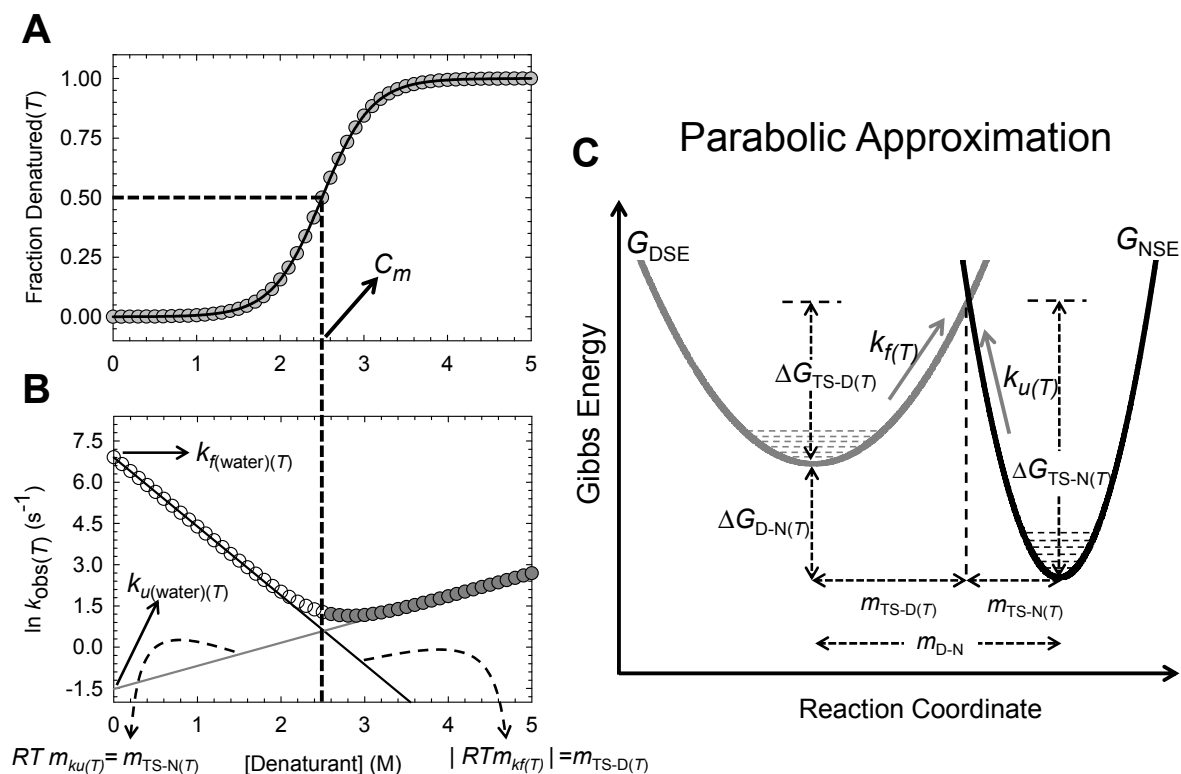 A
Fraction Denatured(T)
1.00
0.75
0.50
0.25
0.00
0 1 2 3 4 5
Cm
B
ln kobs(T) (s−1)
7.5
6.0
4.5
3.0
1.5
0.0
-1.5
kf(water)(T)
ku(water)(T)
0 1 2 3 4 5
RT mku(T)= mTS-N(T)
[Denaturant] (M)
| RTmkf(T) | =mTS-D(T)
Parabolic Approximation
C
GDSE
GNSE
Gibbs Energy
kf(T)
ku(T)
ΔGTS-D(T)
ΔGTS-N(T)
ΔGD-N(T)
mTS-D(T)
mTS-N(T)
mD-N
Reaction Coordinate